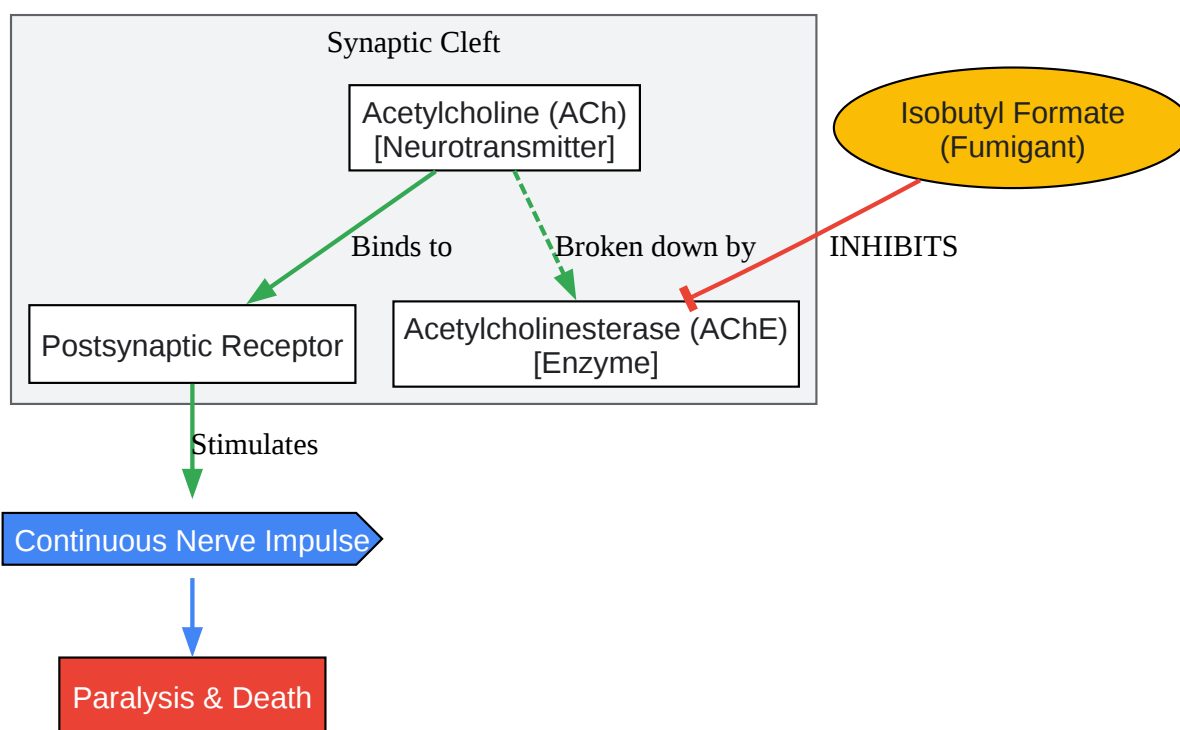 Synaptic Cleft
Acetylcholine (ACh)
[Neurotransmitter]
Isobutyl Formate
(Fumigant)
Binds to
Broken down by
INHIBITS
Postsynaptic Receptor
Acetylcholinesterase (AChE)
[Enzyme]
Stimulates
Continuous Nerve Impulse
Paralysis & Death